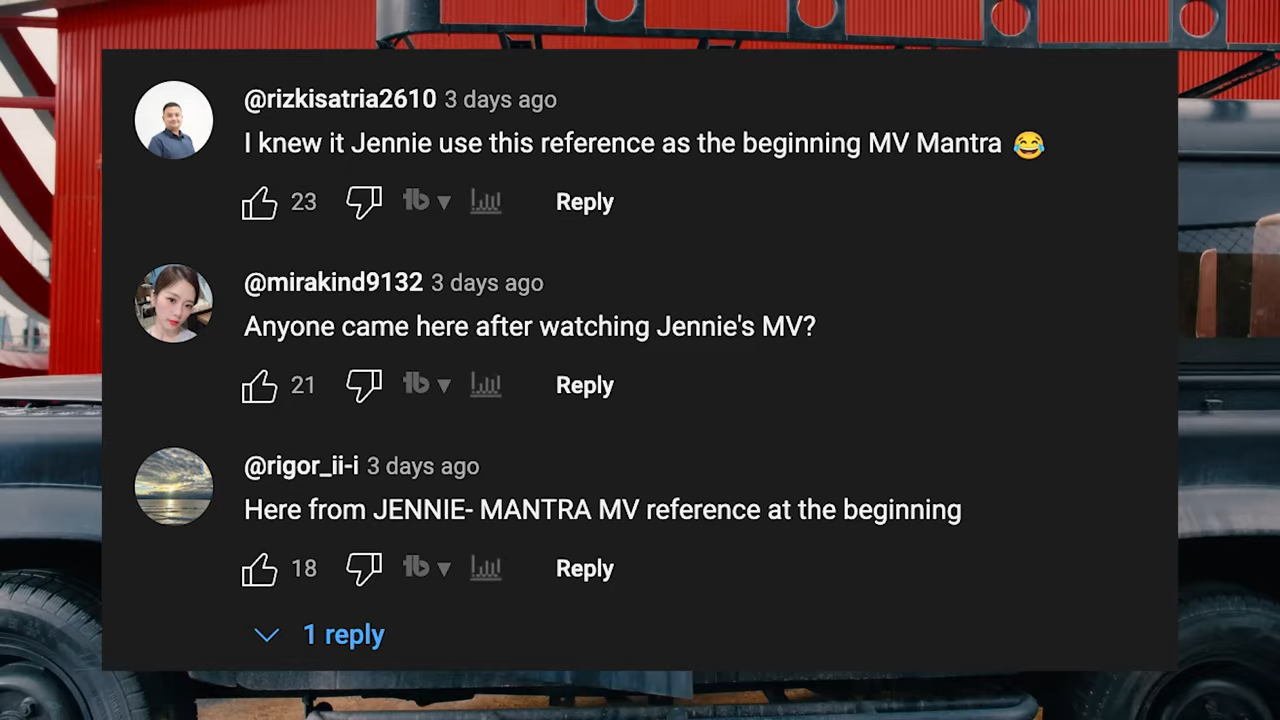 @rizkisatria2610 3 days ago
I knew it Jennie use this reference as the beginning MV Mantra 😂
23 Reply
@mirakind9132 3 days ago
Anyone came here after watching Jennie's MV?
21 Reply
@rigor_ii-i 3 days ago
Here from JENNIE- MANTRA MV reference at the beginning
18 Reply
1 reply